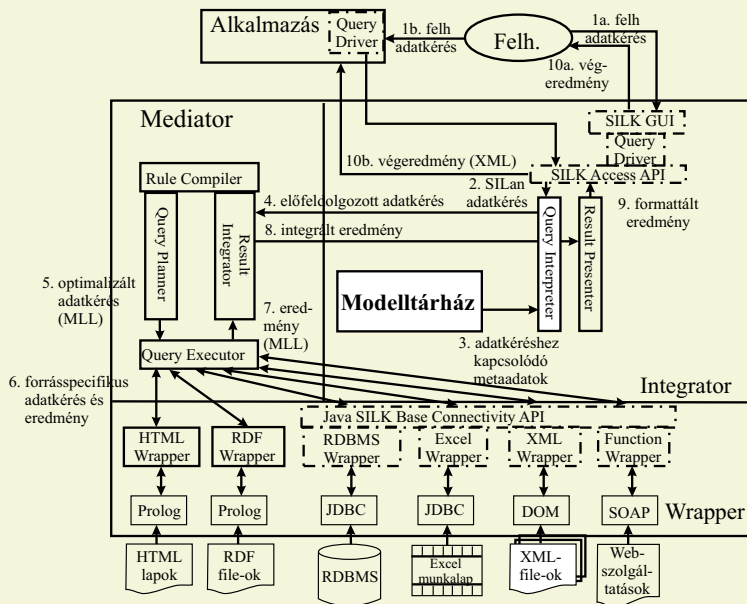 Alkalmazás
Query
Driver
1b. felh
adatkérés
Felh.
1a. felh
adatkérés
10a. vég-
eredmény
Mediator
SILK GUI
Query
Driver
SILK Access API
10b. végeredmény (XML)
2. SILan
adatkérés
Rule Compiler
4. előfeldolgozott adatkérés
9. formattált
eredmény
8. integrált eredmény
Query Planner
Result
Integrator
Query Interpreter
Result Presenter
5. optimalizált
adatkérés
(MLL)
Modelltárház
7. ered-
mény
(MLL)
3. adatkéréshez
kapcsolódó
metaadatok
Query Executor
6. forrásspecifikus
adatkérés és
eredmény
Integrator
Java SILK Base Connectivity API
HTML
Wrapper
RDF
Wrapper
RDBMS
Wrapper
Excel
Wrapper
XML
Wrapper
Function
Wrapper
Prolog
Prolog
JDBC
JDBC
DOM
SOAP
Wrapper
HTML
lapok
RDF
file-ok
RDBMS
Excel
munkalap
XML-
file-ok
Web-
szolgál-
tatások